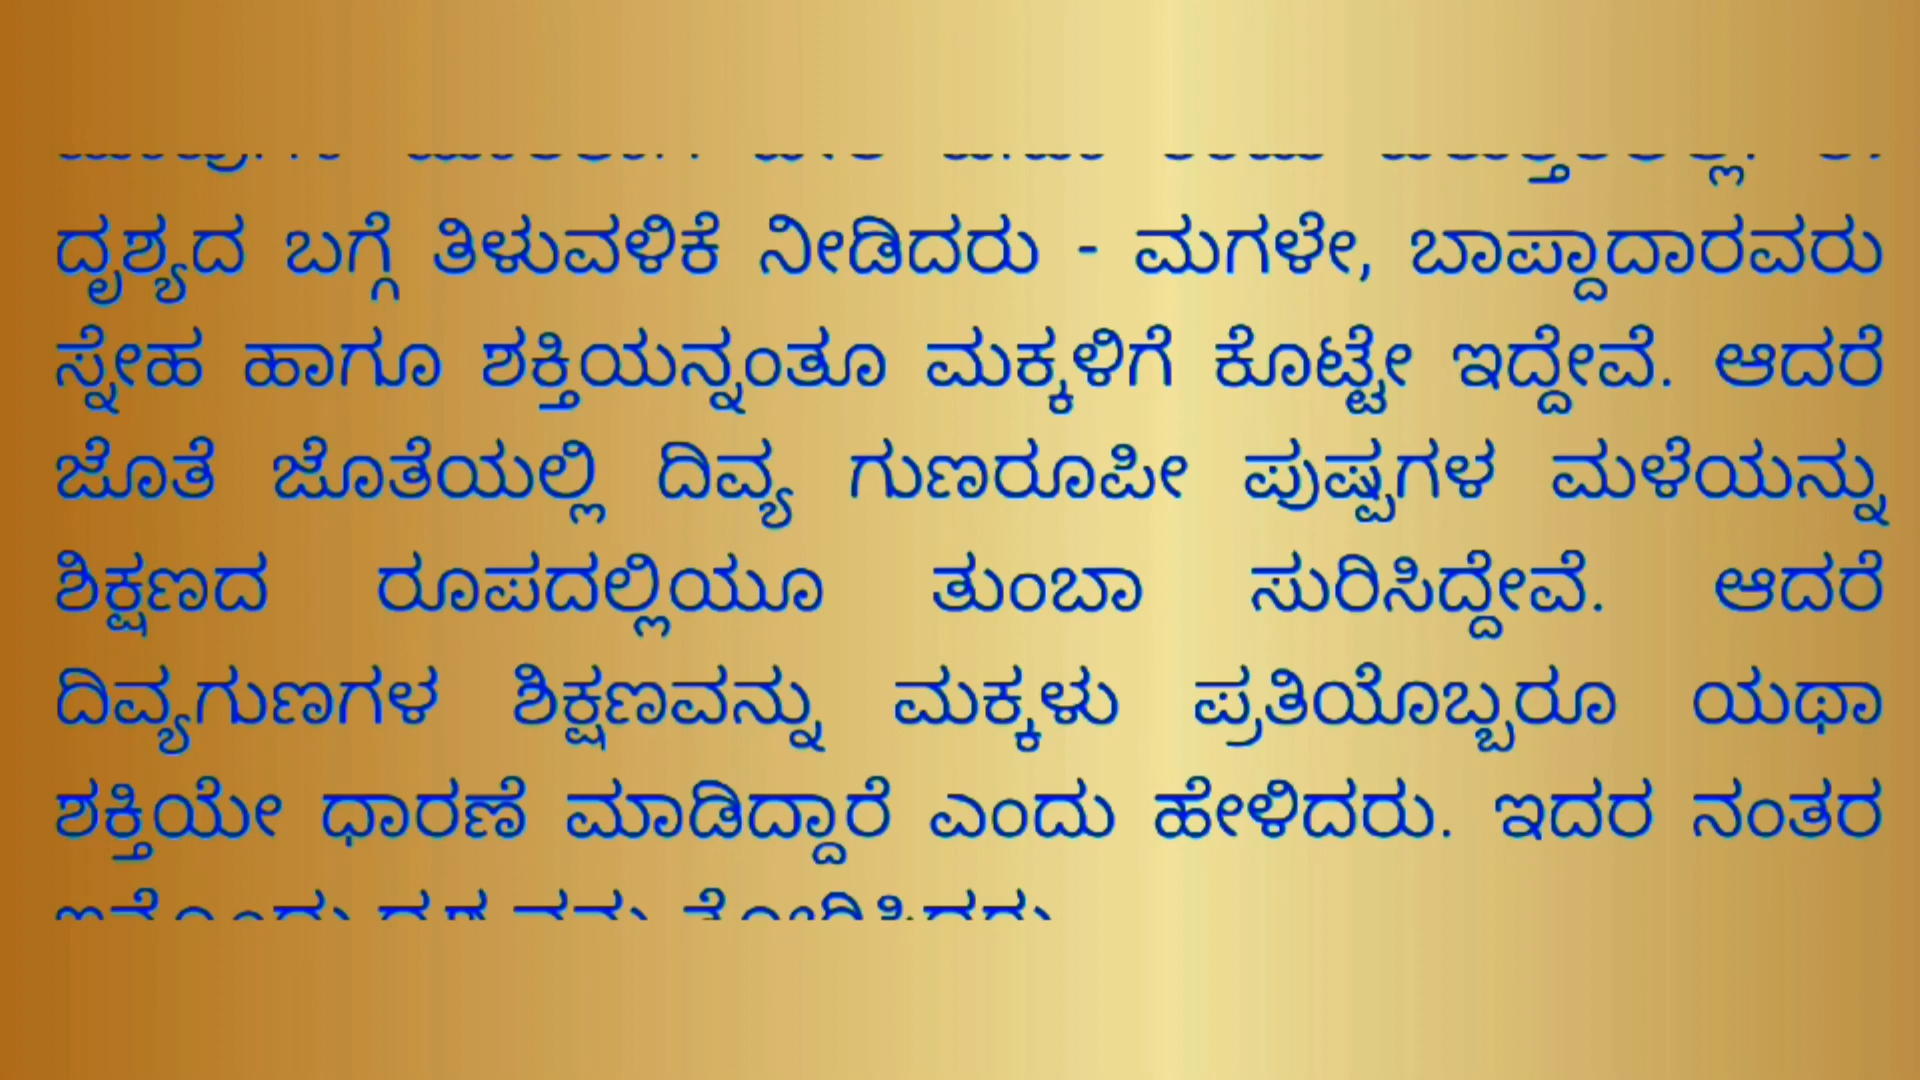 ದೃಶ್ಯದ ಬಗ್ಗೆ ತಿಳುವಳಿಕೆ ನೀಡಿದರು - ಮಗಳೇ, ಬಾಪ್ದಾದಾರವರು
ಸ್ನೇಹ ಹಾಗೂ ಶಕ್ತಿಯನ್ನಂತೂ ಮಕ್ಕಳಿಗೆ ಕೊಟ್ಟೇ ಇದ್ದೇವೆ. ಆದರೆ
ಜೊತೆ ಜೊತೆಯಲ್ಲಿ ದಿವ್ಯ ಗುಣರೂಪೀ ಪುಷ್ಪಗಳ ಮಳೆಯನ್ನು
ಶಿಕ್ಷಣದ ರೂಪದಲ್ಲಿಯೂ ತುಂಬಾ ಸುರಿಸಿದ್ದೇವೆ. ಆದರೆ
ದಿವ್ಯಗುಣಗಳ ಶಿಕ್ಷಣವನ್ನು ಮಕ್ಕಳು ಪ್ರತಿಯೊಬ್ಬರೂ ಯಥಾ
ಶಕ್ತಿಯೇ ಧಾರಣೆ ಮಾಡಿದ್ದಾರೆ ಎಂದು ಹೇಳಿದರು. ಇದರ ನಂತರ